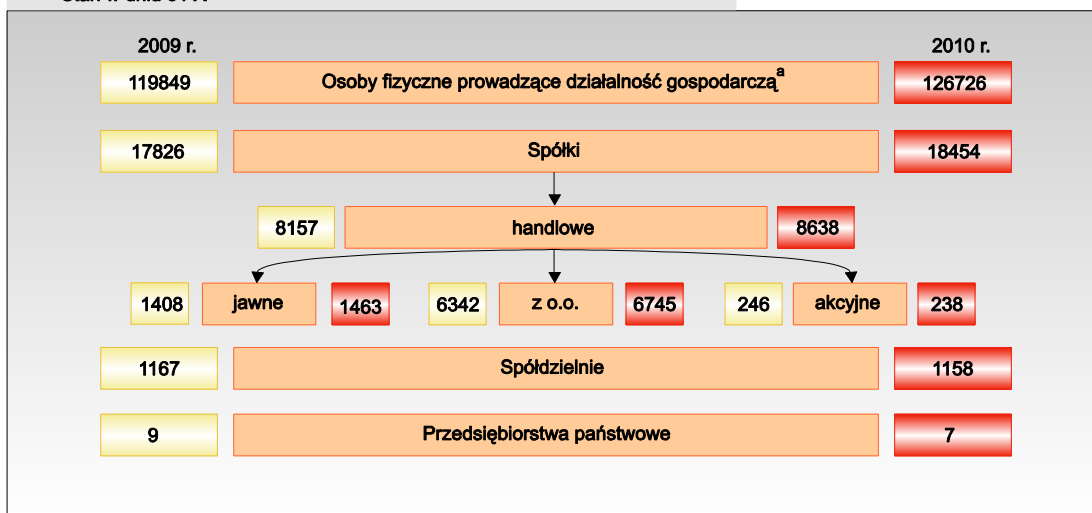 2009 r. 2010 r.
119849 Osoby fizyczne prowadzące działalność gospodarczą a 126726
17826 Spółki 18454
8157 handlowe 8638
1408 jawne 1463 6342 z o.o. 6745 246 akcyjne 238
1167 Spółdzielnie 1158
9 Przedsiębiorstwa państwowe 7